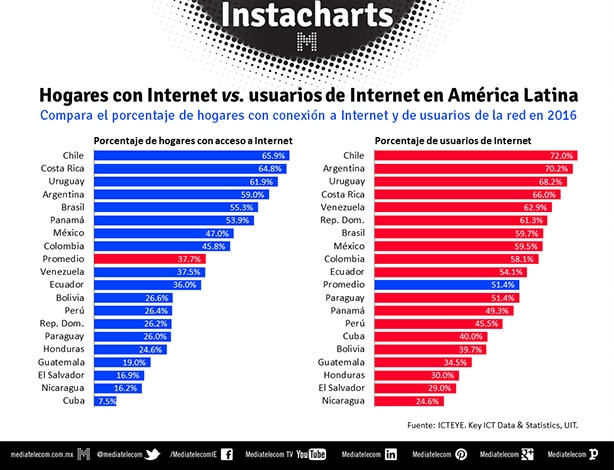 Instacharts
Hogares con Internet vs. usuarios de Internet en América Latina
Compara el porcentaje de hogares con conexión a Internet y de usuarios de la red en 2016
Porcentaje de hogares con acceso a Internet
Chile 65.9%
Costa Rica 64.8%
Uruguay 61.9%
Argentina 59.0%
Brasil 55.3%
Panamá 53.9%
México 47.0%
Colombia 45.8%
Promedio 37.7%
Venezuela 37.5%
Ecuador 36.0%
Bolivia 26.6%
Perú 26.4%
Rep. Dom. 26.2%
Paraguay 26.0%
Honduras 24.6%
Guatemala 19.0%
El Salvador 16.9%
Nicaragua 16.2%
Cuba 7.5%
Porcentaje de usuarios de Internet
Chile 72.0%
Argentina 70.2%
Uruguay 68.2%
Costa Rica 66.0%
Venezuela 62.9%
Rep. Dom. 61.3%
Brasil 59.7%
México 59.5%
Colombia 58.1%
Ecuador 54.1%
Promedio 51.4%
Paraguay 51.4%
Panamá 49.3%
Perú 45.5%
Cuba 40.0%
Bolivia 39.7%
Guatemala 34.5%
Honduras 30.0%
El Salvador 29.0%
Nicaragua 24.6%
Fuente: ICTEYE. Key ICT Data & Statistics, UIT.
mediatelecom.com.mx M @mediatelecom /MediatelecomIE Mediatelecom TV YouTube Mediatelecom Mediatelecom Mediatelecom Mediatelecom